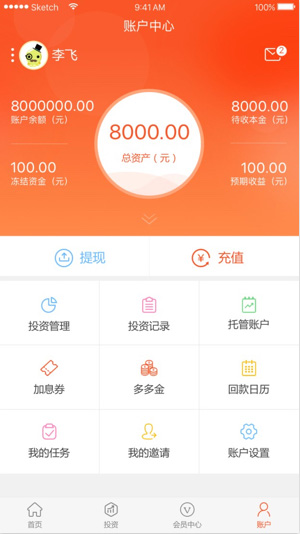 Sketch 9:41 AM 100%
账户中心
李飞
2
8000000.00
账户余额（元）
8000.00
待收本金（元）
8000.00
总资产（元）
100.00
冻结资金（元）
100.00
预期收益（元）
提现 充值
投资管理 投资记录 托管账户
加息券 多多金 回款日历
我的任务 我的邀请 账户设置
首页 投资 会员中心 账户